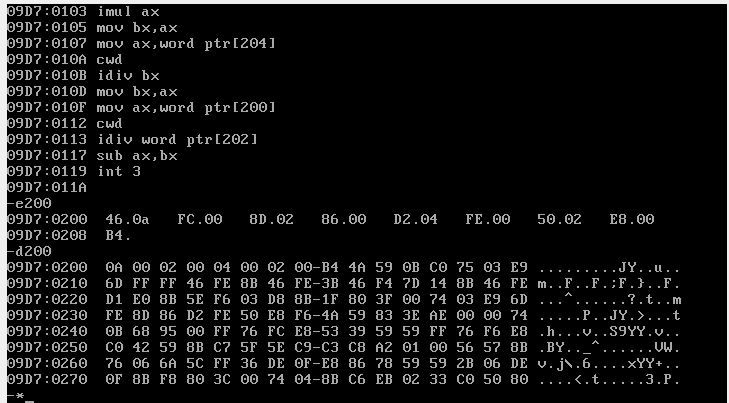 09D7:0103 imul ax
09D7:0105 mov bx,ax
09D7:0107 mov ax,word ptr[204]
09D7:010A cwd
09D7:010B idiv bx
09D7:010D mov bx,ax
09D7:010F mov ax,word ptr[200]
09D7:0112 cwd
09D7:0113 idiv word ptr[202]
09D7:0117 sub ax,bx
09D7:0119 int 3
09D7:011A
-e200
09D7:0200  46.0a   FC.00   8D.02   86.00   D2.04   FE.00   50.02   E8.00
09D7:0208  B4.
-d200
09D7:0200  0A 00 02 00 04 00 02 00-B4 4A 59 0B C0 75 03 E9 .........JY..u..
09D7:0210  6D FF FF 46 FE 8B 46 FE-3B 46 F4 7D 14 8B 46 FE m..F..F.;F.}..F.
09D7:0220  D1 E0 8B 5E F6 03 D8 8B-1F 80 3F 00 74 03 E9 6D ...^......?.t..m
09D7:0230  FE 8D 86 D2 FE 50 E8 F6-4A 59 83 3E AE 00 00 74 .....P..JY.>...t
09D7:0240  0B 68 95 00 FF 76 FC E8-53 39 59 59 FF 76 F6 E8 .h...v..S9YY.v..
09D7:0250  C0 42 59 8B C7 5F 5E C9-C3 C8 A2 01 00 56 57 8B .BY.._^......VW.
09D7:0260  76 06 6A 5C FF 36 DE 0F-E8 86 78 59 59 2B 06 DE v.j\.6....xYY+..
09D7:0270  0F 8B F8 80 3C 00 74 04-8B C6 EB 02 33 C0 50 80 ....<.t.....3.P.
-*_